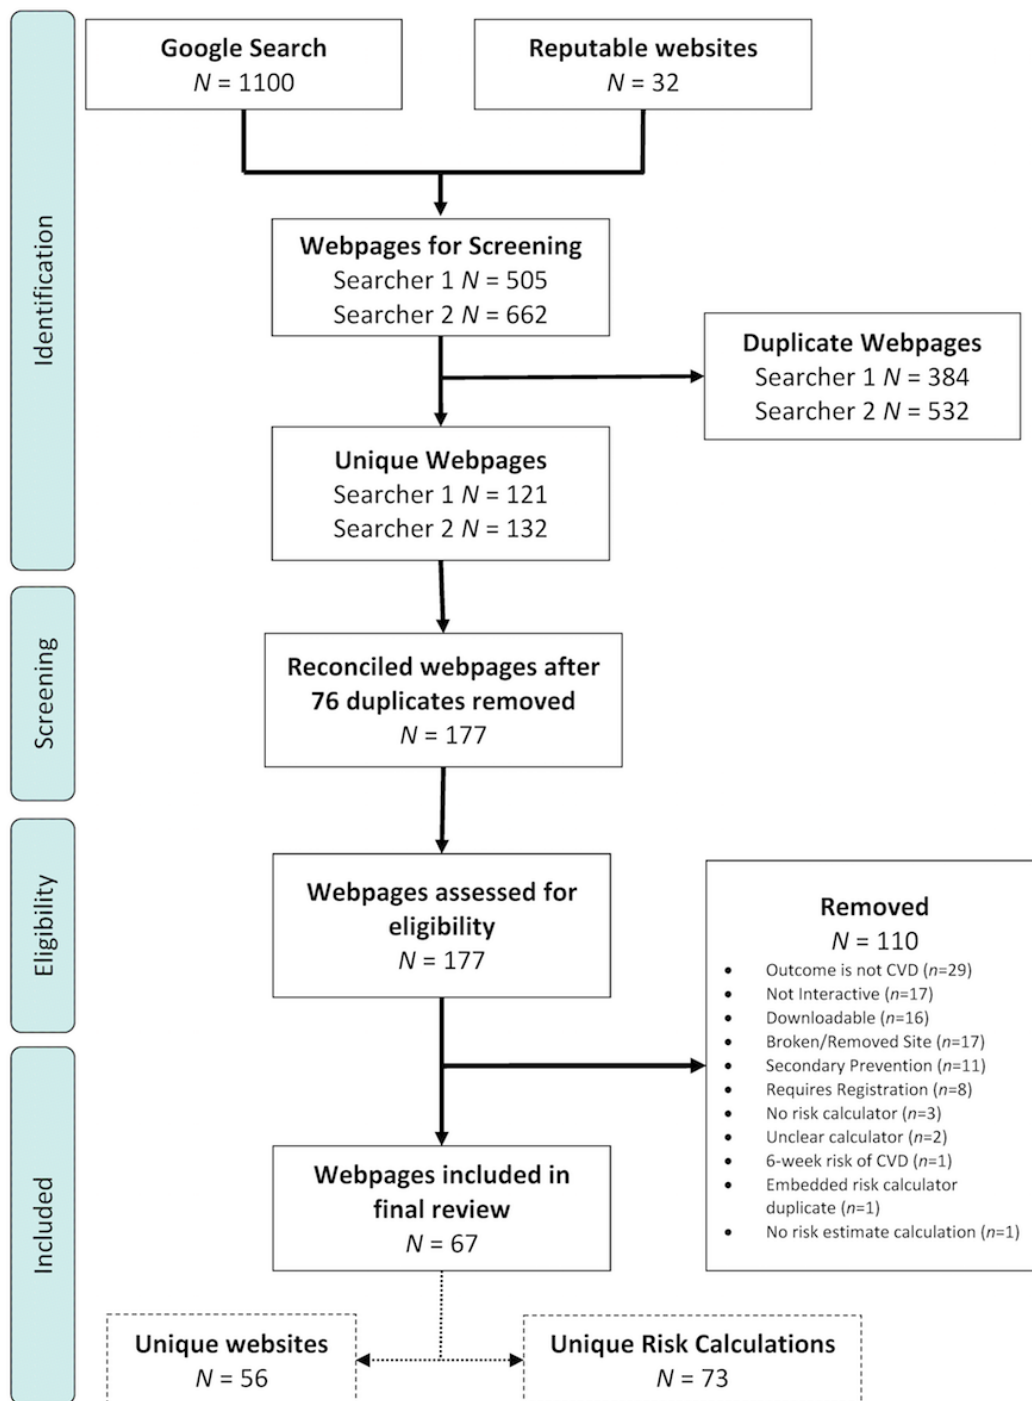 Identification
Google Search
N = 1100
Reputable websites
N = 32
Webpages for Screening
Searcher 1 N = 505
Searcher 2 N = 662
Duplicate Webpages
Searcher 1 N = 384
Searcher 2 N = 532
Unique Webpages
Searcher 1 N = 121
Searcher 2 N = 132
Screening
Reconciled webpages after
76 duplicates removed
N = 177
Eligibility
Webpages assessed for
eligibility
N = 177
Removed
N = 110
• Outcome is not CVD (n=29)
• Not Interactive (n=17)
• Downloadable (n=16)
• Broken/Removed Site (n=17)
• Secondary Prevention (n=11)
• Requires Registration (n=8)
• No risk calculator (n=3)
• Unclear calculator (n=2)
• 6-week risk of CVD (n=1)
• Embedded risk calculator
duplicate (n=1)
• No risk estimate calculation (n=1)
Included
Webpages included in
final review
N = 67
Unique websites
N = 56
Unique Risk Calculations
N = 73